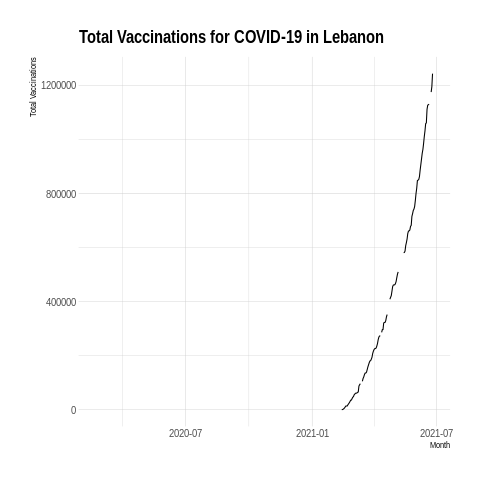 Total Vaccinations for COVID-19 in Lebanon
Total Vaccinations
1200000
800000
400000
0
2020-07
2021-01
2021-07
Month